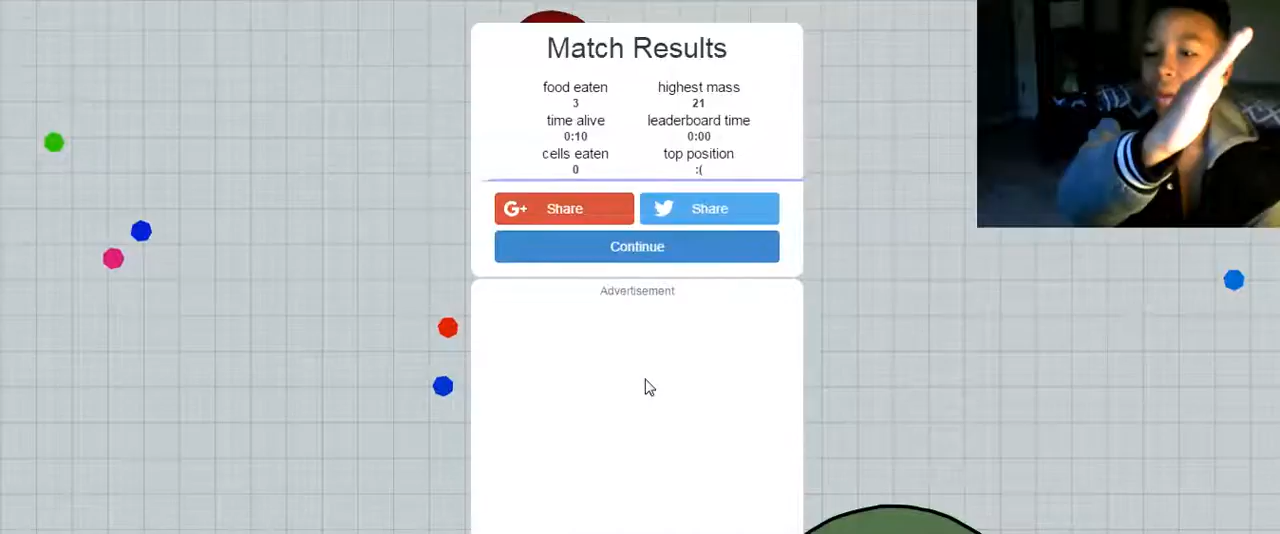 Match Results
food eaten highest mass
3 21
time alive leaderboard time
0:10 0:00
cells eaten top position
0 :(
G+ Share Share
Continue
Advertisement